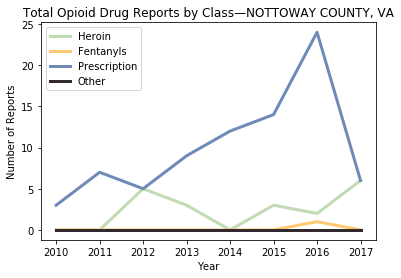 Total Opioid Drug Reports by Class—NOTTOWAY COUNTY, VA
Heroin
Fentanyls
Prescription
Other
Number of Reports
25
20
15
10
5
0
2010 2011 2012 2013 2014 2015 2016 2017
Year